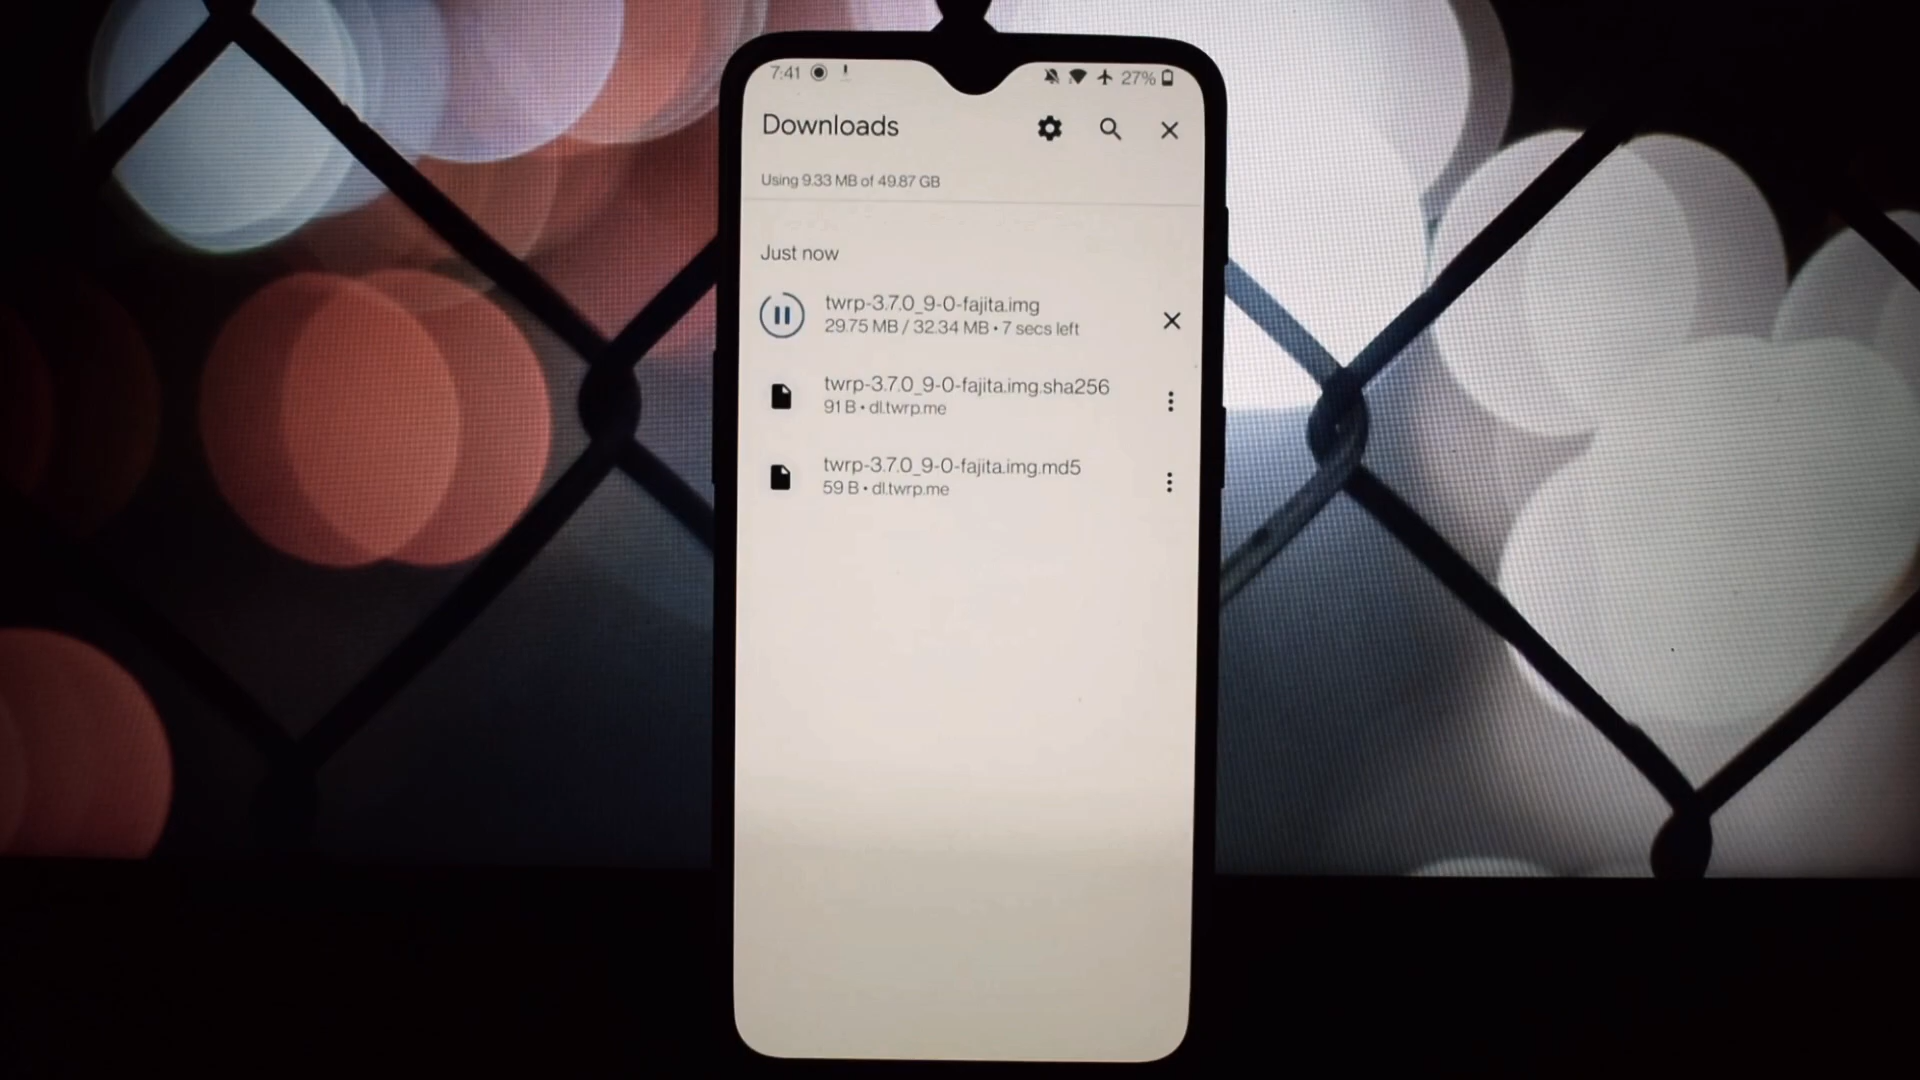 7:41
27%
Downloads
Using 9.33 MB of 49.87 GB
Just now
twrp-3.7.0_9-0-fajita.img
29.75 MB / 32.34 MB • 7 secs left
twrp-3.7.0_9-0-fajita.img.sha256
91 B • dl.twrp.me
twrp-3.7.0_9-0-fajita.img.md5
59 B • dl.twrp.me